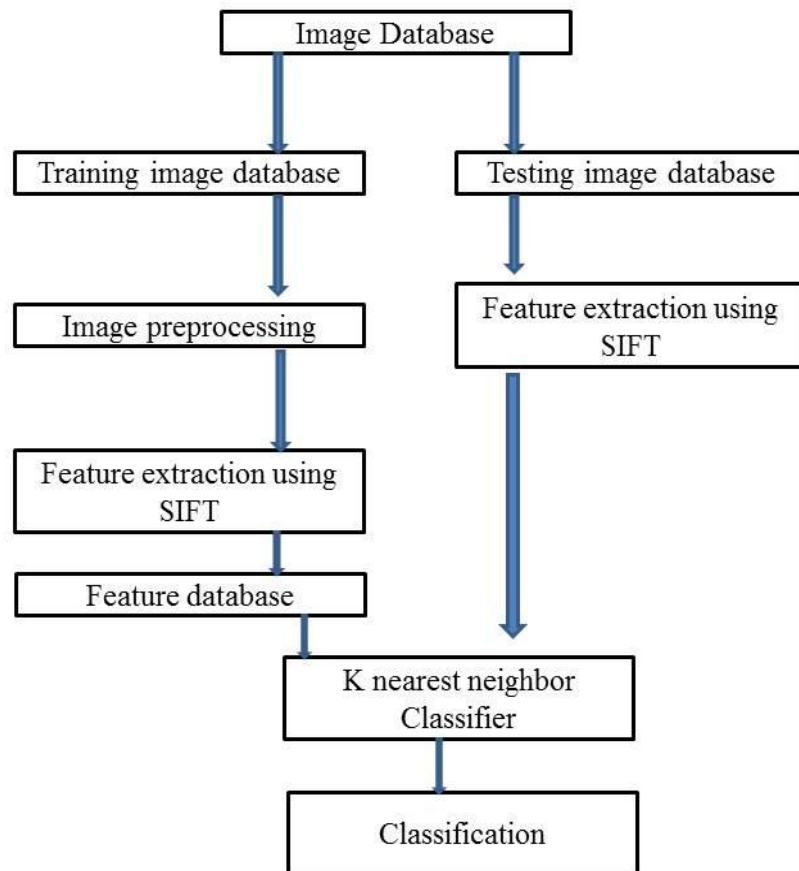 Image Database
Training image database
Testing image database
Image preprocessing
Feature extraction using
SIFT
Feature extraction using
SIFT
Feature database
K nearest neighbor
Classifier
Classification